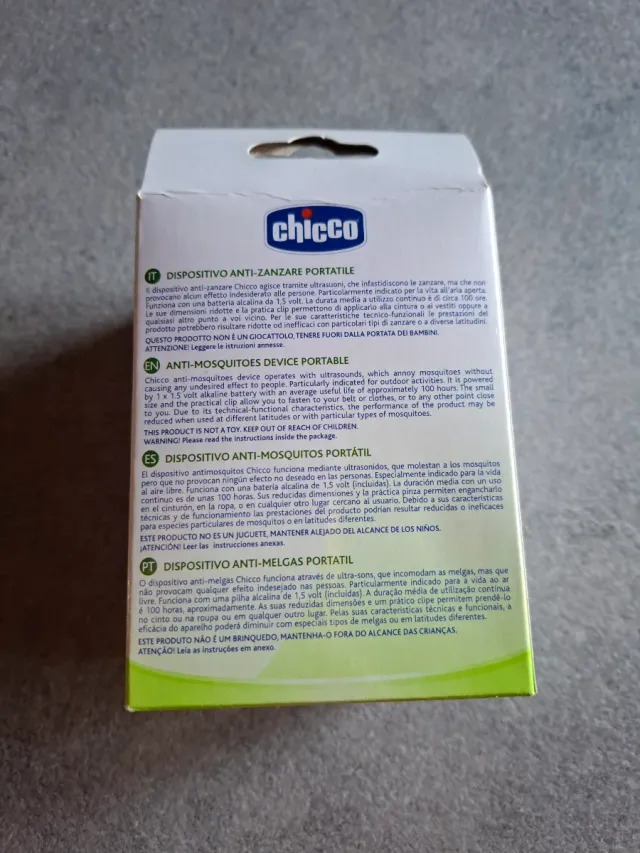 chicco
IT DISPOSITIVO ANTI-ZANZARE PORTATILE
Il dispositivo anti-zanzare Chicco agisce tramite ultrasuoni, che infastidiscono le zanzare, ma che non
provocano alcun effetto indesiderato alle persone. Particolarmente indicato per la vita all'aria aperta.
Funziona con una batteria alcalina da 1,5 volt. La durata media a utilizzo continuo è di circa 100 ore.
Le sue dimensioni ridotte e la pratica clip permettono di applicarlo alla cintura o ai vestiti oppure a
qualsiasi altro punto a voi vicino. Per le sue caratteristiche tecnico-funzionali le prestazioni del
prodotto potrebbero risultare ridotte od inefficaci con particolari tipi di zanzare o a diverse latitudini.
QUESTO PRODOTTO NON È UN GIOCATTOLO, TENERE FUORI DALLA PORTATA DEI BAMBINI.
ATTENZIONE! Leggere le istruzioni annesse.
EN ANTI-MOSQUITOES DEVICE PORTABLE
Chicco anti-mosquitoes device operates with ultrasounds, which annoy mosquitoes without
causing any undesired effect to people. Particularly indicated for outdoor activities. It is powered
by 1 x 1.5 volt alkaline battery with an average useful life of approximately 100 hours. The small
size and the practical clip allow you to fasten to your belt or clothes, or to any other point close
to you. Due to its technical-functional characteristics, the performance of the product may be
reduced when used at different latitudes or with particular types of mosquitoes.
THIS PRODUCT IS NOT A TOY. KEEP OUT OF REACH OF CHILDREN.
WARNING! Please read the instructions inside the package.
ES DISPOSITIVO ANTI-MOSQUITOS PORTÁTIL
El dispositivo antimosquitos Chicco funciona mediante ultrasonidos, que molestan a los mosquitos
pero que no provocan ningún efecto no deseado en las personas. Especialmente indicado para la vida
al aire libre. Funciona con una batería alcalina de 1,5 volt (incluidas). La duración media con un uso
continuo es de unas 100 horas. Sus reducidas dimensiones y la práctica pinza permiten engancharlo
en el cinturón, en la ropa, o en cualquier otro lugar cercano al usuario. Debido a sus características
técnicas y de funcionamiento las prestaciones del producto podrían resultar reducidas o ineficaces
para especies particulares de mosquitos o en latitudes diferentes.
ESTE PRODUCTO NO ES UN JUGUETE, MANTENER ALEJADO DEL ALCANCE DE LOS NIÑOS.
¡ATENCIÓN! Leer las instrucciones anexas.
PT DISPOSITIVO ANTI-MELGAS PORTATIL
O dispositivo anti-melgas Chicco funciona através de ultra-sons, que incomodam as melgas, mas que
não provocam qualquer efeito indesejado nas pessoas. Particularmente indicado para a vida ao ar
livre. Funciona com uma pilha alcalina de 1,5 volt (incluidas). A duração média de utilização contínua
é 100 horas, aproximadamente. As suas reduzidas dimensões e um prático clipe permitem prendê-lo
no cinto ou na roupa ou em qualquer outro lugar. Pelas suas características técnicas e funcionais, a
eficácia do aparelho poderá diminuir com especiais tipos de melgas ou em latitudes diferentes.
ESTE PRODUTO NÃO É UM BRINQUEDO, MANTENHA-O FORA DO ALCANCE DAS CRIANÇAS.
ATENÇÃO! Leia as instruções em anexo.